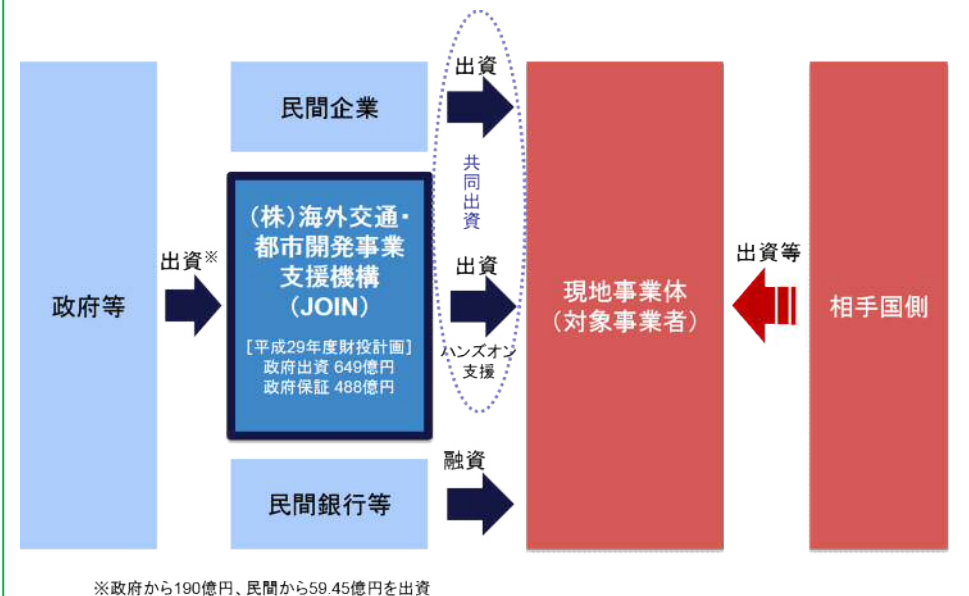 政府等
出資※
民間企業
(株)海外交通・
都市開発事業
支援機構
(JOIN)
[平成29年度財投計画]
政府出資 649億円
政府保証 488億円
民間銀行等
出資
共同出資
出資
ハンズオン
支援
融資
現地事業体
(対象事業者)
出資等
相手国側
※政府から190億円、民間から59.45億円を出資